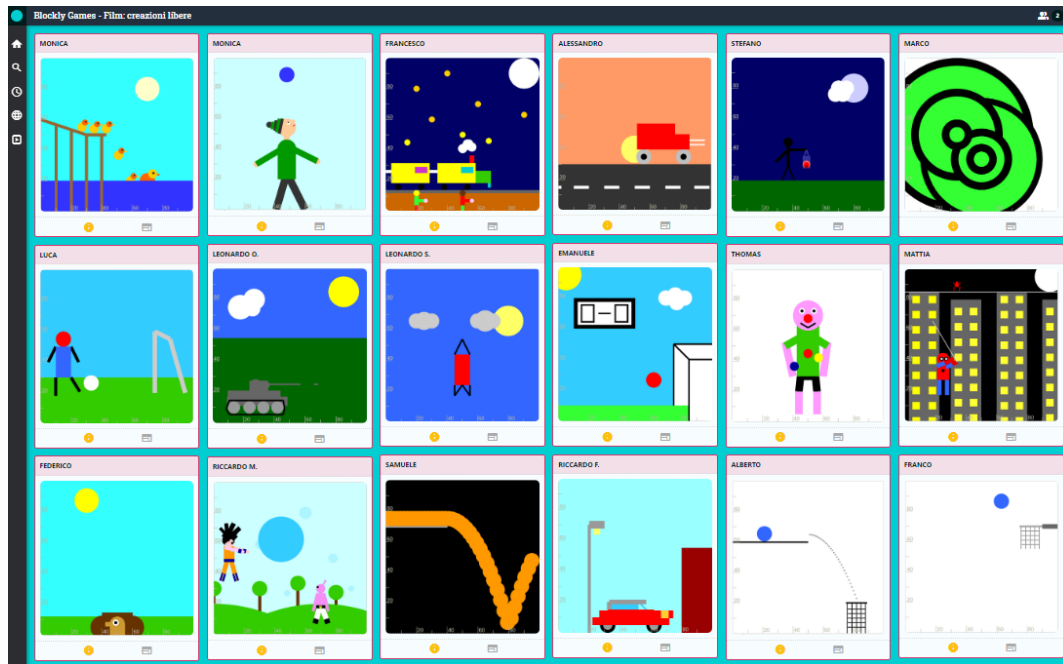 Blockly Games - Film: creazioni libere
2
MONICA
MONICA
FRANCESCO
ALESSANDRO
STEFANO
MARCO
LUCA
LEONARDO O.
LEONARDO S.
EMANUELE
THOMAS
MATTIA
FEDERICO
RICCARDO M.
SAMUELE
RICCARDO F.
ALBERTO
FRANCO